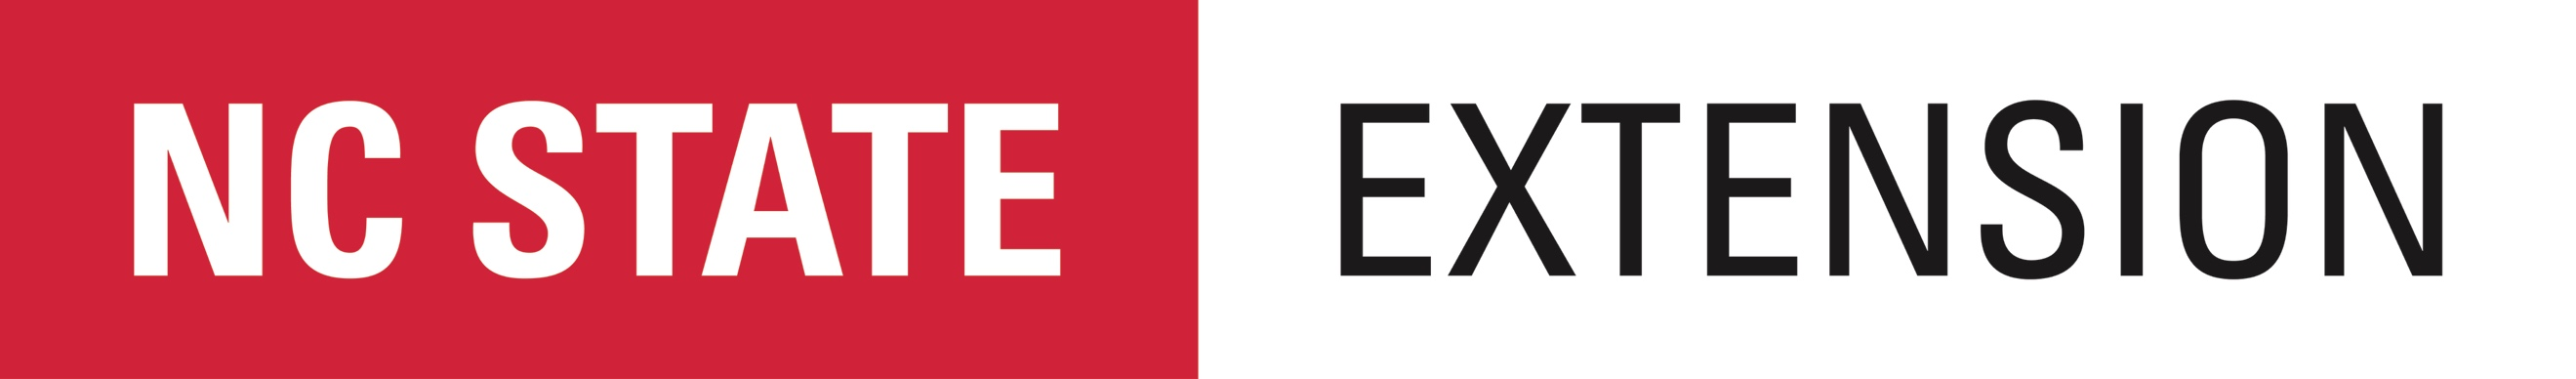 NC STATE EXTENSION